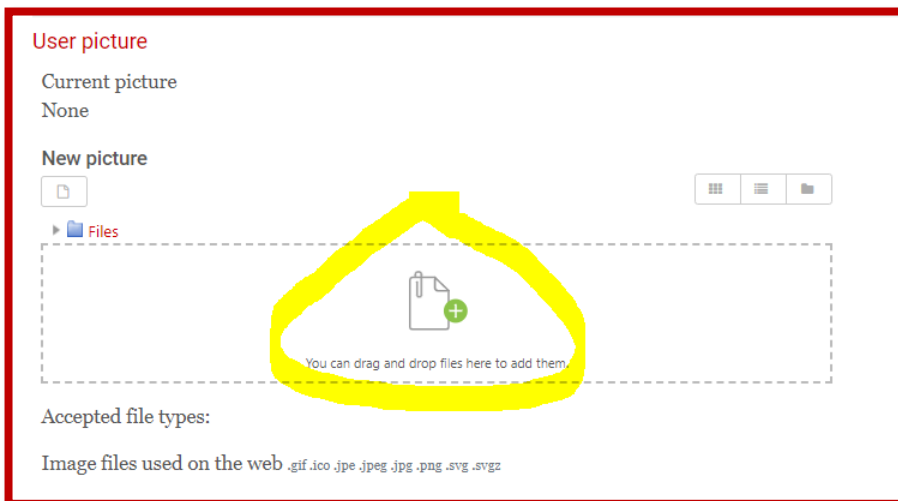 User picture
Current picture
None
New picture
Files
You can drag and drop files here to add them.
Accepted file types:
Image files used on the web .gif .ico .jpe .jpeg .jpg .png .svg .svgz